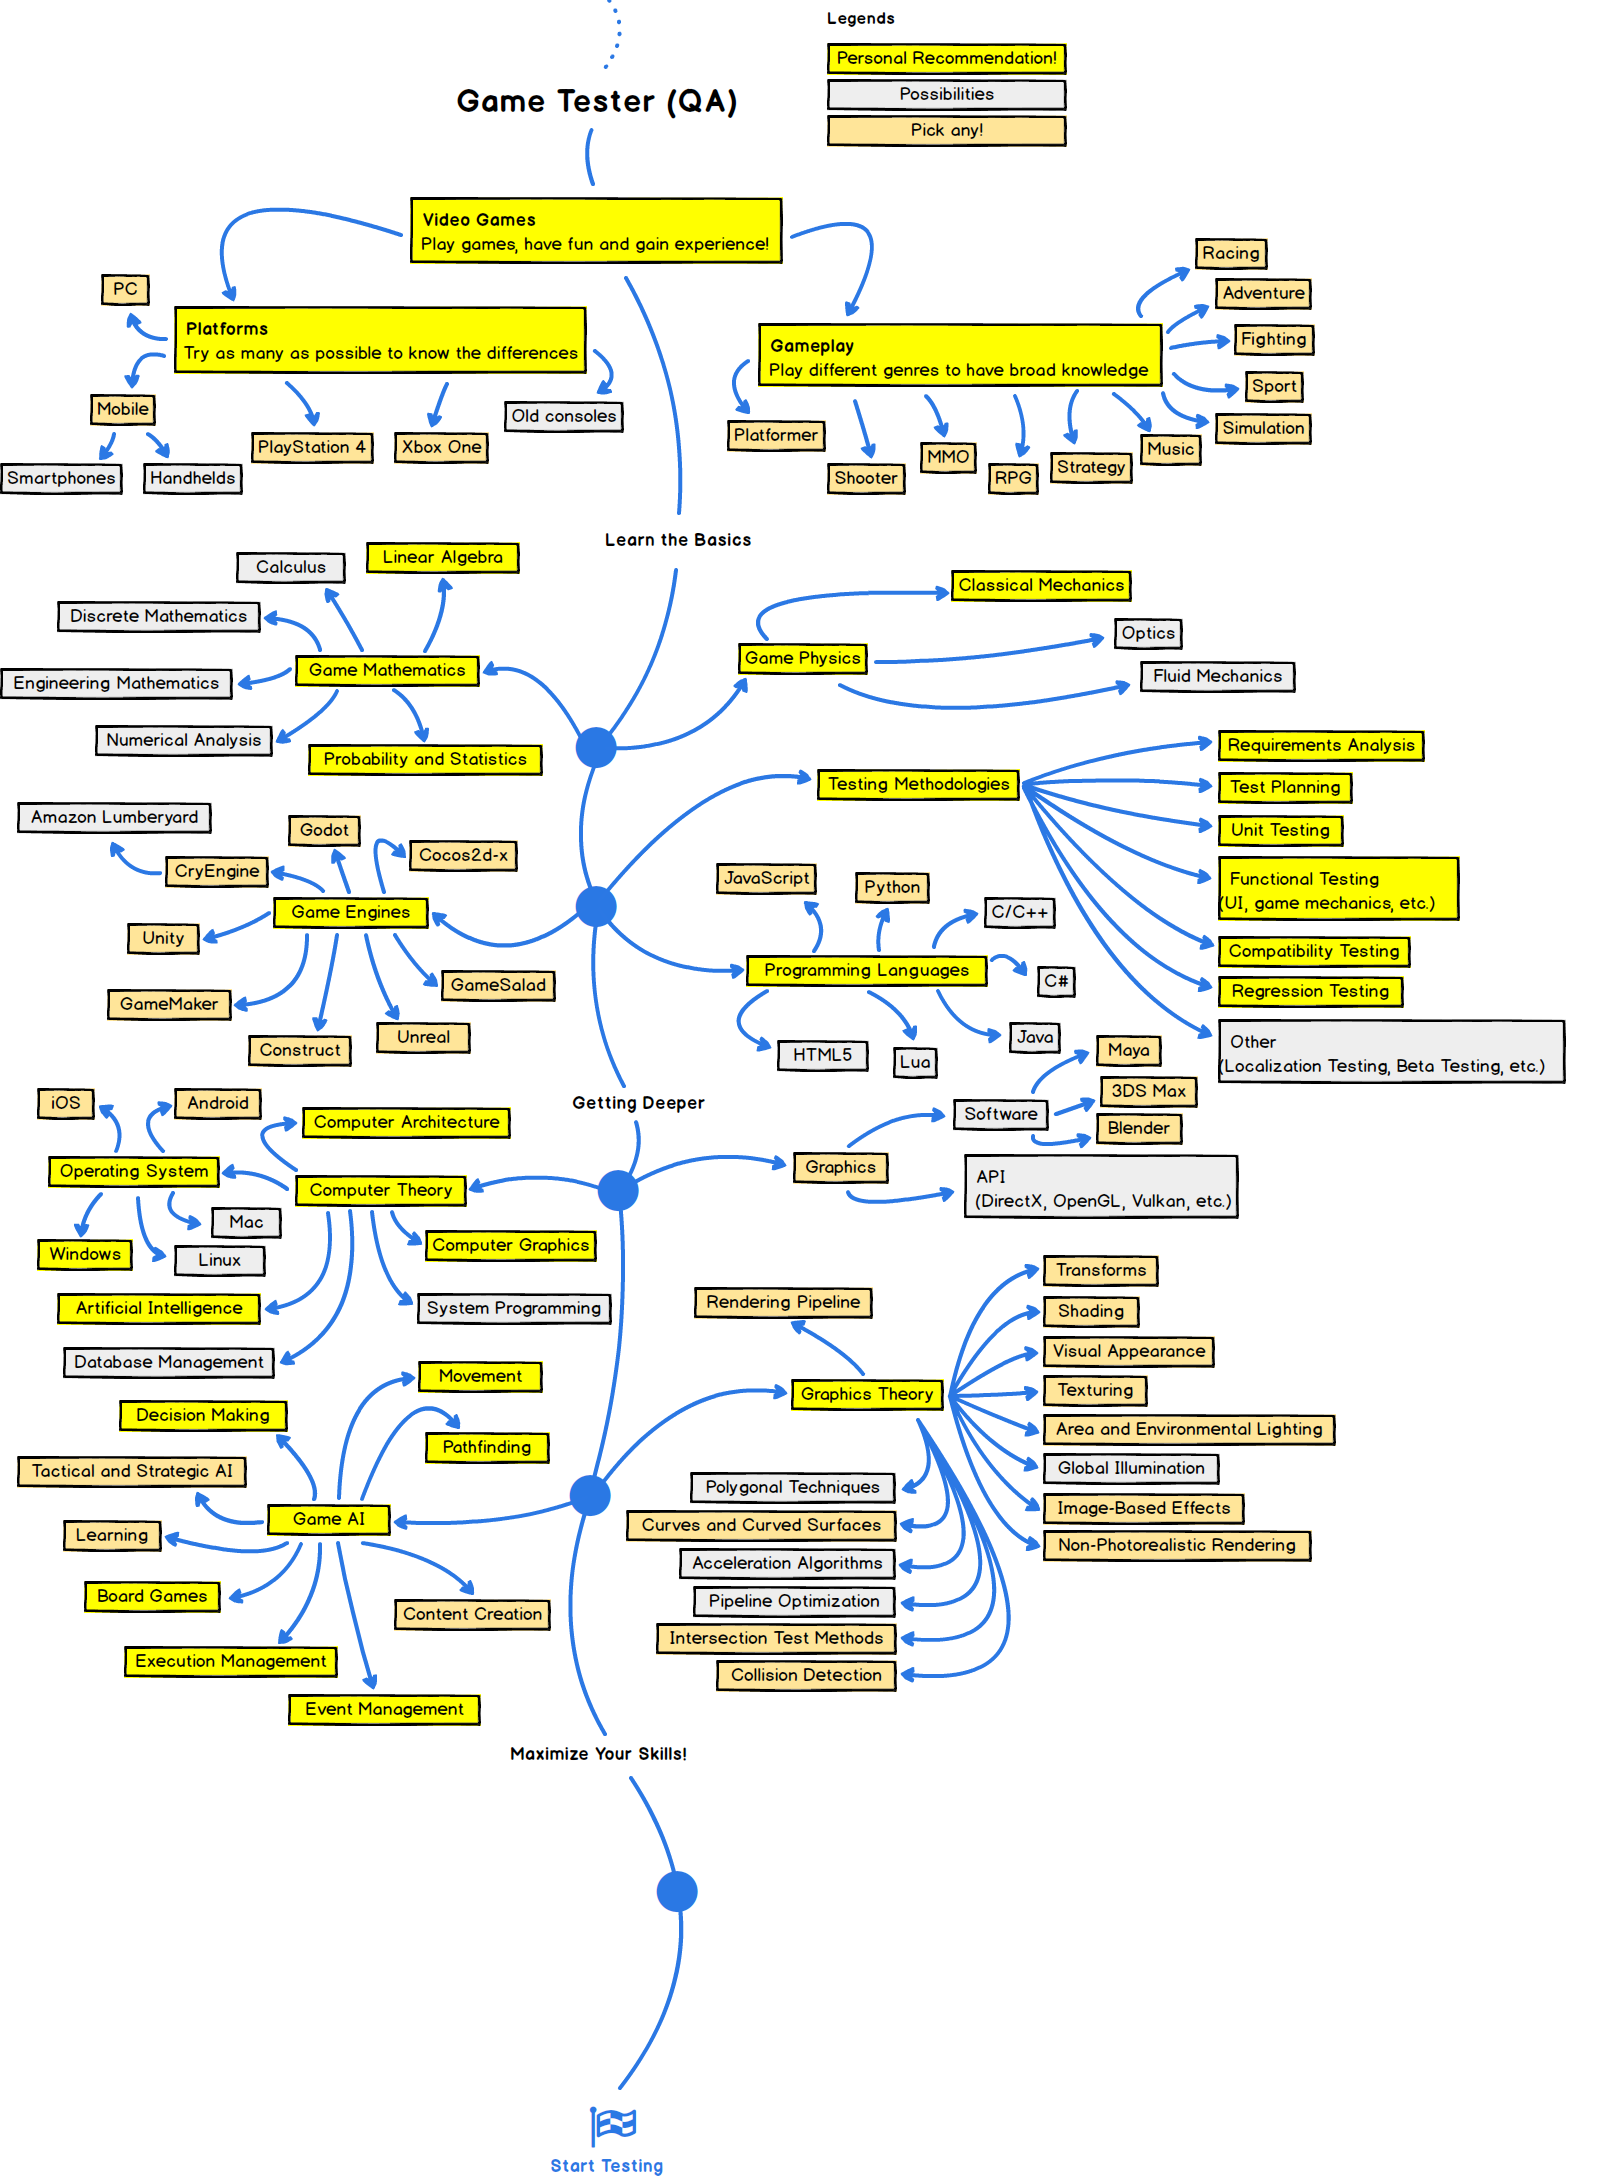 Legends
Personal Recommendation!
Possibilities
Pick any!
Game Tester (QA)
Video Games
Play games, have fun and gain experience!
Platforms
Try as many as possible to know the differences
PC
Mobile
Smartphones
Handhelds
PlayStation 4
Xbox One
Old consoles
Gameplay
Play different genres to have broad knowledge
Racing
Adventure
Fighting
Sport
Simulation
Music
Strategy
RPG
MMO
Shooter
Platformer
Learn the Basics
Game Mathematics
Linear Algebra
Calculus
Discrete Mathematics
Engineering Mathematics
Numerical Analysis
Probability and Statistics
Game Physics
Classical Mechanics
Optics
Fluid Mechanics
Testing Methodologies
Requirements Analysis
Test Planning
Unit Testing
Functional Testing
(UI, game mechanics, etc.)
Compatibility Testing
Regression Testing
Other
(Localization Testing, Beta Testing, etc.)
Game Engines
Amazon Lumberyard
CryEngine
Godot
Cocos2d-x
Unity
GameMaker
Construct
Unreal
GameSalad
Programming Languages
JavaScript
Python
C/C++
C#
Java
Lua
HTML5
Getting Deeper
Computer Theory
Computer Architecture
Operating System
iOS
Android
Windows
Linux
Mac
Computer Graphics
System Programming
Artificial Intelligence
Database Management
Graphics
Software
Maya
3DS Max
Blender
API
(DirectX, OpenGL, Vulkan, etc.)
Graphics Theory
Rendering Pipeline
Transforms
Shading
Visual Appearance
Texturing
Area and Environmental Lighting
Global Illumination
Image-Based Effects
Non-Photorealistic Rendering
Polygonal Techniques
Curves and Curved Surfaces
Acceleration Algorithms
Pipeline Optimization
Intersection Test Methods
Collision Detection
Game AI
Movement
Pathfinding
Decision Making
Tactical and Strategic AI
Learning
Board Games
Execution Management
Event Management
Content Creation
Maximize Your Skills!
Start Testing